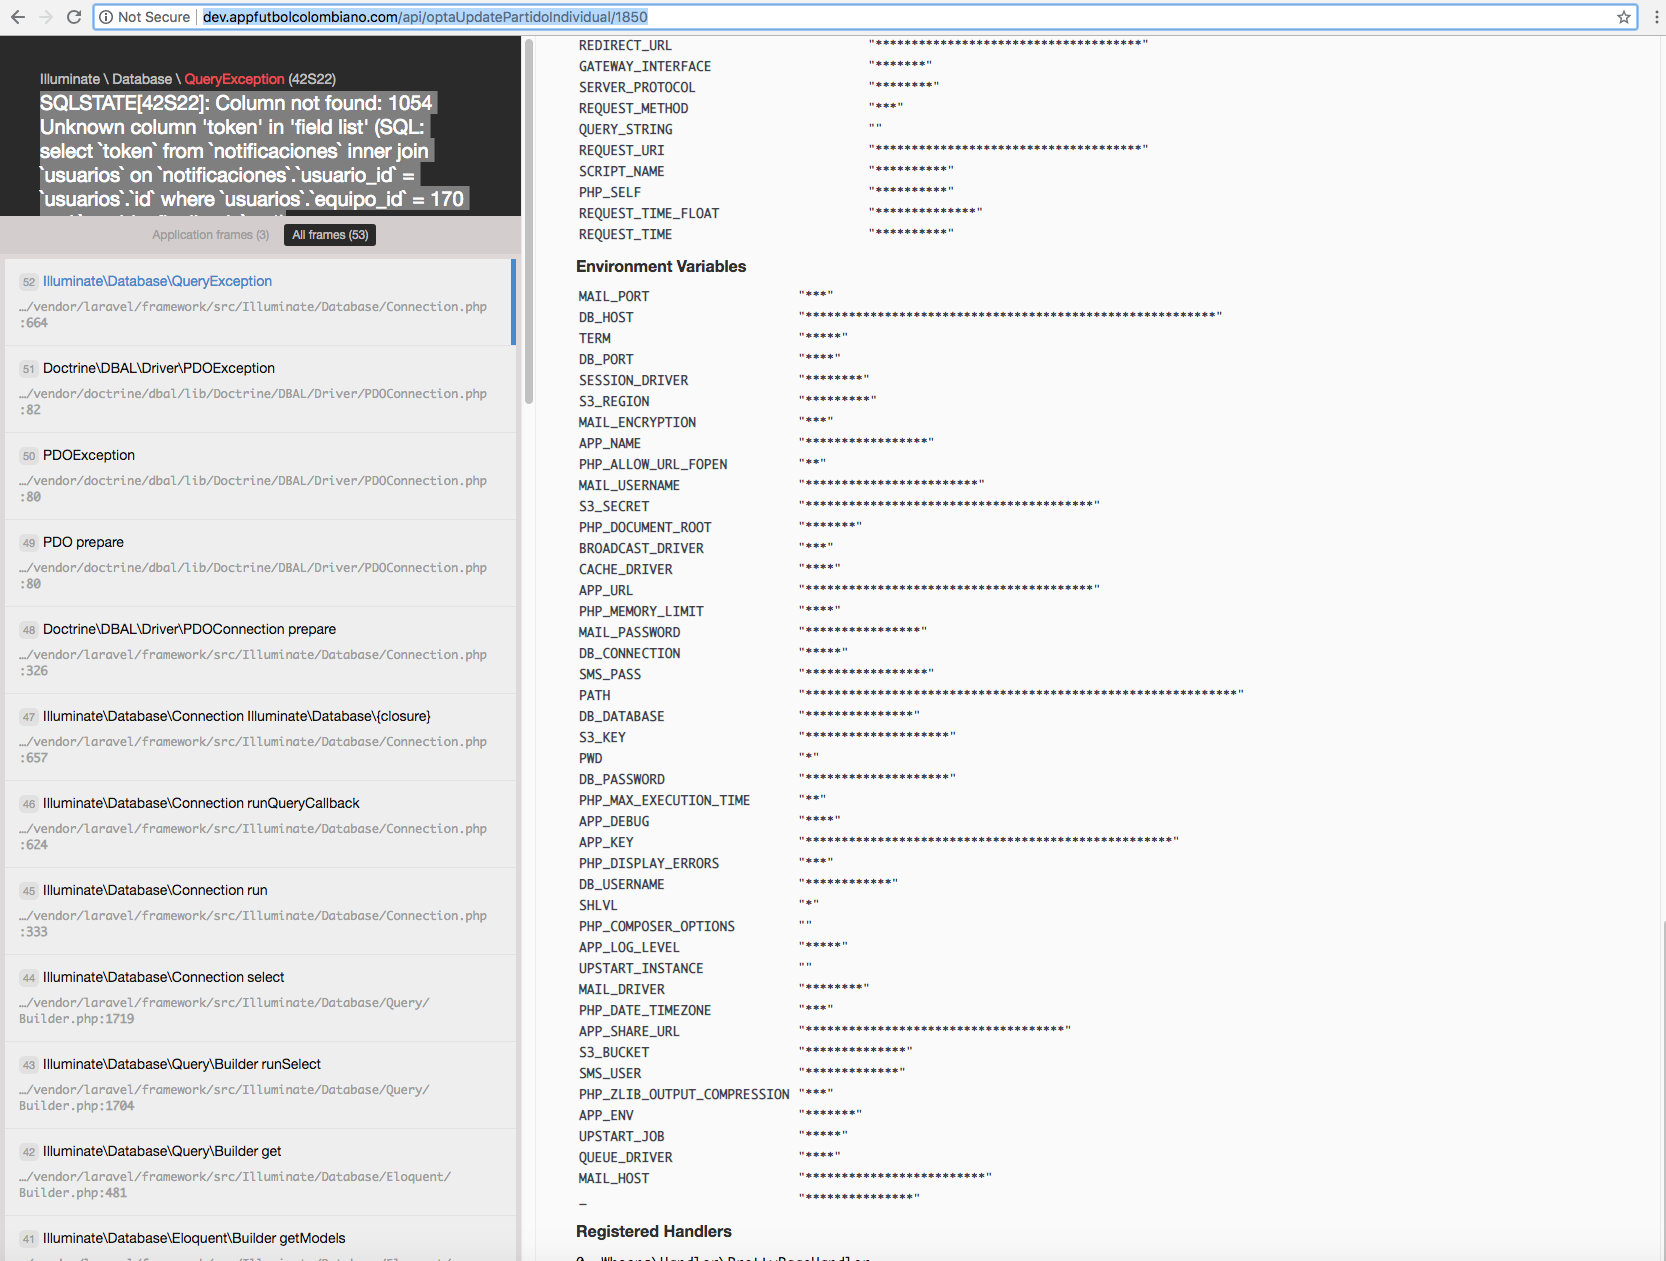 Not Secure | dev.appfutbolcolombiano.com/api/optaUpdatePartidoIndividual/1850
Illuminate \ Database \ QueryException (42S22)
SQLSTATE[42S22]: Column not found: 1054
Unknown column 'token' in 'field list' (SQL:
select `token` from `notificaciones` inner join
`usuarios` on `notificaciones`.`usuario_id` =
`usuarios`.`id` where `usuarios`.`equipo_id` = 170
Application frames (3) All frames (53)
52 Illuminate\Database\QueryException
…/vendor/laravel/framework/src/Illuminate/Database/Connection.php
:664
51 Doctrine\DBAL\Driver\PDOException
…/vendor/doctrine/dbal/lib/Doctrine/DBAL/Driver/PDOConnection.php
:82
50 PDOException
…/vendor/doctrine/dbal/lib/Doctrine/DBAL/Driver/PDOConnection.php
:80
49 PDO prepare
…/vendor/doctrine/dbal/lib/Doctrine/DBAL/Driver/PDOConnection.php
:80
48 Doctrine\DBAL\Driver\PDOConnection prepare
…/vendor/laravel/framework/src/Illuminate/Database/Connection.php
:326
47 Illuminate\Database\Connection Illuminate\Database\{closure}
…/vendor/laravel/framework/src/Illuminate/Database/Connection.php
:657
46 Illuminate\Database\Connection runQueryCallback
…/vendor/laravel/framework/src/Illuminate/Database/Connection.php
:624
45 Illuminate\Database\Connection run
…/vendor/laravel/framework/src/Illuminate/Database/Connection.php
:333
44 Illuminate\Database\Connection select
…/vendor/laravel/framework/src/Illuminate/Database/Query/
Builder.php:1719
43 Illuminate\Database\Query\Builder runSelect
…/vendor/laravel/framework/src/Illuminate/Database/Query/
Builder.php:1704
42 Illuminate\Database\Query\Builder get
…/vendor/laravel/framework/src/Illuminate/Database/Eloquent/
Builder.php:481
41 Illuminate\Database\Eloquent\Builder getModels
REDIRECT_URL "*************************************"
GATEWAY_INTERFACE "*******"
SERVER_PROTOCOL "********"
REQUEST_METHOD "***"
QUERY_STRING ""
REQUEST_URI "*************************************"
SCRIPT_NAME "**********"
PHP_SELF "**********"
REQUEST_TIME_FLOAT "**************"
REQUEST_TIME "**********"
Environment Variables
MAIL_PORT "***"
DB_HOST "*********************************************************"
TERM "*****"
DB_PORT "****"
SESSION_DRIVER "********"
S3_REGION "*********"
MAIL_ENCRYPTION "***"
APP_NAME "*****************"
PHP_ALLOW_URL_FOPEN "**"
MAIL_USERNAME "************************"
S3_SECRET "****************************************"
PHP_DOCUMENT_ROOT "*******"
BROADCAST_DRIVER "***"
CACHE_DRIVER "****"
APP_URL "****************************************"
PHP_MEMORY_LIMIT "****"
MAIL_PASSWORD "****************"
DB_CONNECTION "*****"
SMS_PASS "*****************"
PATH "************************************************************"
DB_DATABASE "***************"
S3_KEY "********************"
PWD "*"
DB_PASSWORD "********************"
PHP_MAX_EXECUTION_TIME "**"
APP_DEBUG "****"
APP_KEY "***************************************************"
PHP_DISPLAY_ERRORS "***"
DB_USERNAME "************"
SHLVL "*"
PHP_COMPOSER_OPTIONS ""
APP_LOG_LEVEL "*****"
UPSTART_INSTANCE ""
MAIL_DRIVER "********"
PHP_DATE_TIMEZONE "***"
APP_SHARE_URL "************************************"
S3_BUCKET "**************"
SMS_USER "*************"
PHP_ZLIB_OUTPUT_COMPRESSION "***"
APP_ENV "*******"
UPSTART_JOB "*****"
QUEUE_DRIVER "****"
MAIL_HOST "*************************"
_ "***************"
Registered Handlers
0. Whoops\Handler\PrettyPageHandler